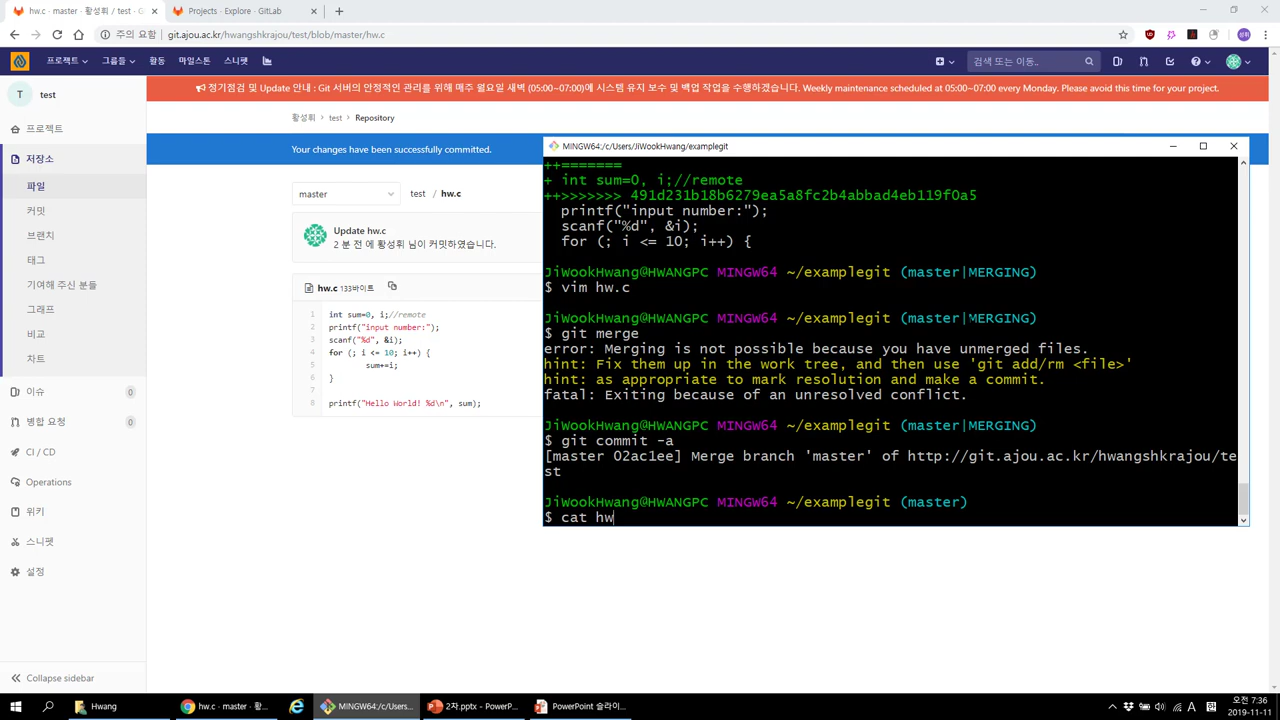 hw.c · master · 황성휘 / test · G
Projects · Explore · GitLab
주의 요함
git.ajou.ac.kr/hwangshkrajou/test/blob/master/hw.c
성휘
프로젝트
그룹들
활동
마일스톤
스니펫
검색 또는 이동..
정기점검 및 Update 안내 : Git 서버의 안정적인 관리를 위해 매주 월요일 새벽 (05:00~07:00)에 시스템 유지 보수 및 백업 작업을 수행하겠습니다. Weekly maintenance scheduled at 05:00~07:00 every Monday. Please avoid this time for your project.
T test
황성휘 > test > Repository
Your changes have been successfully committed.
프로젝트
저장소
파일
커밋
브랜치
태그
기여해 주신 분들
그래프
비교
차트
이슈 0
병합 요청 0
CI / CD
Operations
위키
스니펫
설정
Collapse sidebar
master
test / hw.c
Update hw.c
2 분 전 에 황성휘 님이 커밋하였습니다.
hw.c 133바이트
1 int sum=0, i;//remote
2 printf("input number:");
3 scanf("%d", &i);
4 for (; i <= 10; i++) {
5 sum+=i;
6 }
7
8 printf("Hello World! %d\n", sum);
MINGW64:/c/Users/JiWookHwang/examplegit
++=======
+ int sum=0, i;//remote
++>>>>>>> 491d231b18b6279ea5a8fc2b4abbad4eb119f0a5
printf("input number:");
scanf("%d", &i);
for (; i <= 10; i++) {
JiWookHwang@HWANGPC MINGW64 ~/examplegit (master|MERGING)
$ vim hw.c
JiWookHwang@HWANGPC MINGW64 ~/examplegit (master|MERGING)
$ git merge
error: Merging is not possible because you have unmerged files.
hint: Fix them up in the work tree, and then use 'git add/rm <file>'
hint: as appropriate to mark resolution and make a commit.
fatal: Exiting because of an unresolved conflict.
JiWookHwang@HWANGPC MINGW64 ~/examplegit (master|MERGING)
$ git commit -a
[master 02ac1ee] Merge branch 'master' of http://git.ajou.ac.kr/hwangshkrajou/te
st
JiWookHwang@HWANGPC MINGW64 ~/examplegit (master)
$ cat hw
Hwang
hw.c · master · 황...
MINGW64:/c/Users...
2차.pptx - PowerP...
PowerPoint 슬라이...
A
오전 7:36
2019-11-11